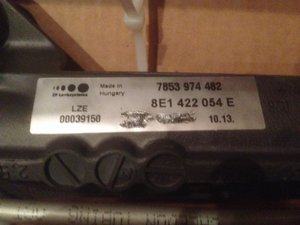 ZF Lenksysteme
Made in
Hungary
7853 974 482
LZE
8E1 422 054 E
00039150
10.13.